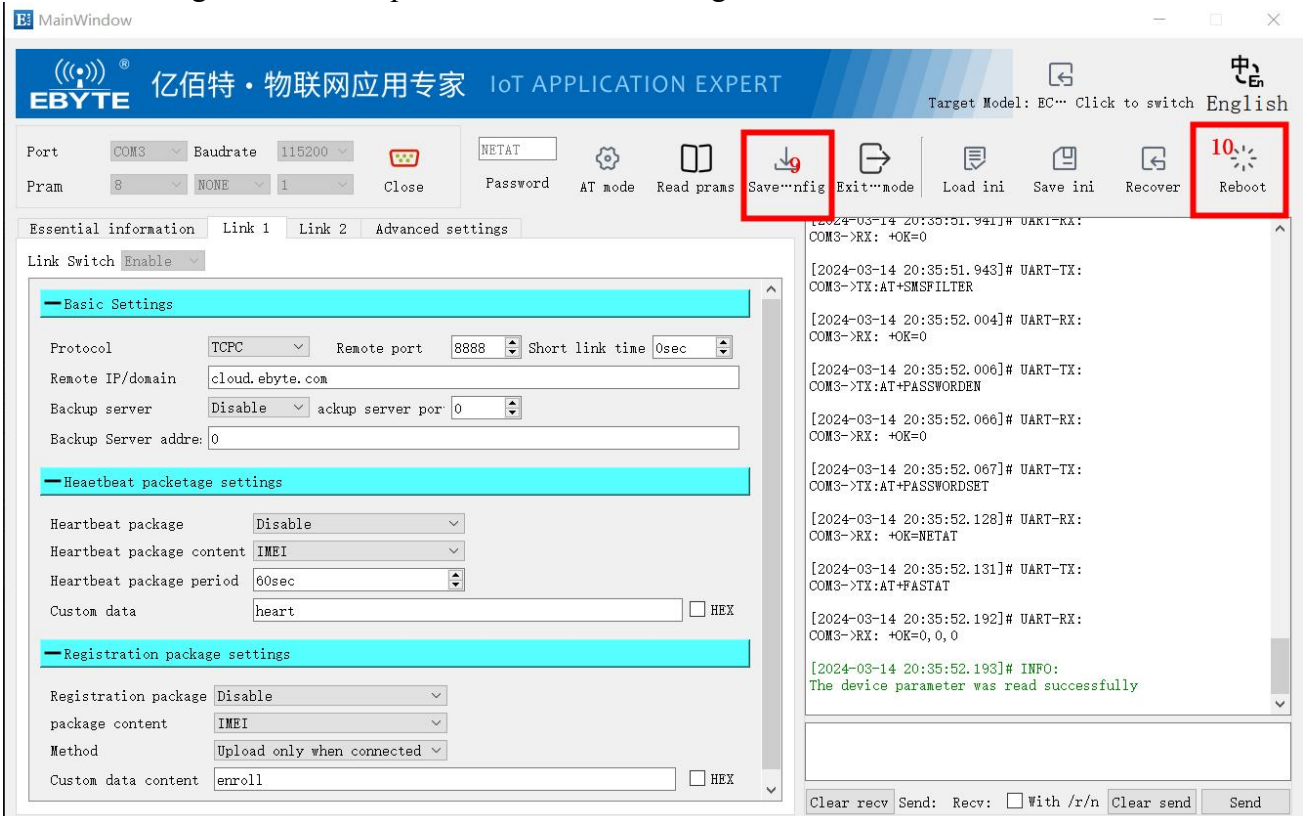 MainWindow
((•)) ®
EBYTE
亿佰特·物联网应用专家 IoT APPLICATION EXPERT
Target Model: EC… Click to switch
中 En
English
Port COM3 Baudrate 115200
Pram 8 NONE 1 Close
NETAT
Password
AT mode Read prams Save…nfig Exit…mode Load ini Save ini Recover Reboot
9
10
Essential information Link 1 Link 2 Advanced settings
Link Switch Enable
Basic Settings
Protocol TCPC Remote port 8888 Short link time 0sec
Remote IP/domain cloud.ebyte.com
Backup server Disable ackup server por 0
Backup Server addre: 0
Heaetbeat packetage settings
Heartbeat package Disable
Heartbeat package content IMEI
Heartbeat package period 60sec
Custom data heart HEX
Registration package settings
Registration package Disable
package content IMEI
Method Upload only when connected
Custom data content enroll HEX
[2024-03-14 20:35:51.941]# UART-RX:
COM3->RX: +OK=0
[2024-03-14 20:35:51.943]# UART-TX:
COM3->TX:AT+SMSFILTER
[2024-03-14 20:35:52.004]# UART-RX:
COM3->RX: +OK=0
[2024-03-14 20:35:52.006]# UART-TX:
COM3->TX:AT+PASSWORDEN
[2024-03-14 20:35:52.066]# UART-RX:
COM3->RX: +OK=0
[2024-03-14 20:35:52.067]# UART-TX:
COM3->TX:AT+PASSWORDSET
[2024-03-14 20:35:52.128]# UART-RX:
COM3->RX: +OK=NETAT
[2024-03-14 20:35:52.131]# UART-TX:
COM3->TX:AT+FASTAT
[2024-03-14 20:35:52.192]# UART-RX:
COM3->RX: +OK=0,0,0
[2024-03-14 20:35:52.193]# INFO:
The device parameter was read successfully
Clear recv Send: Recv: With /r/n Clear send Send